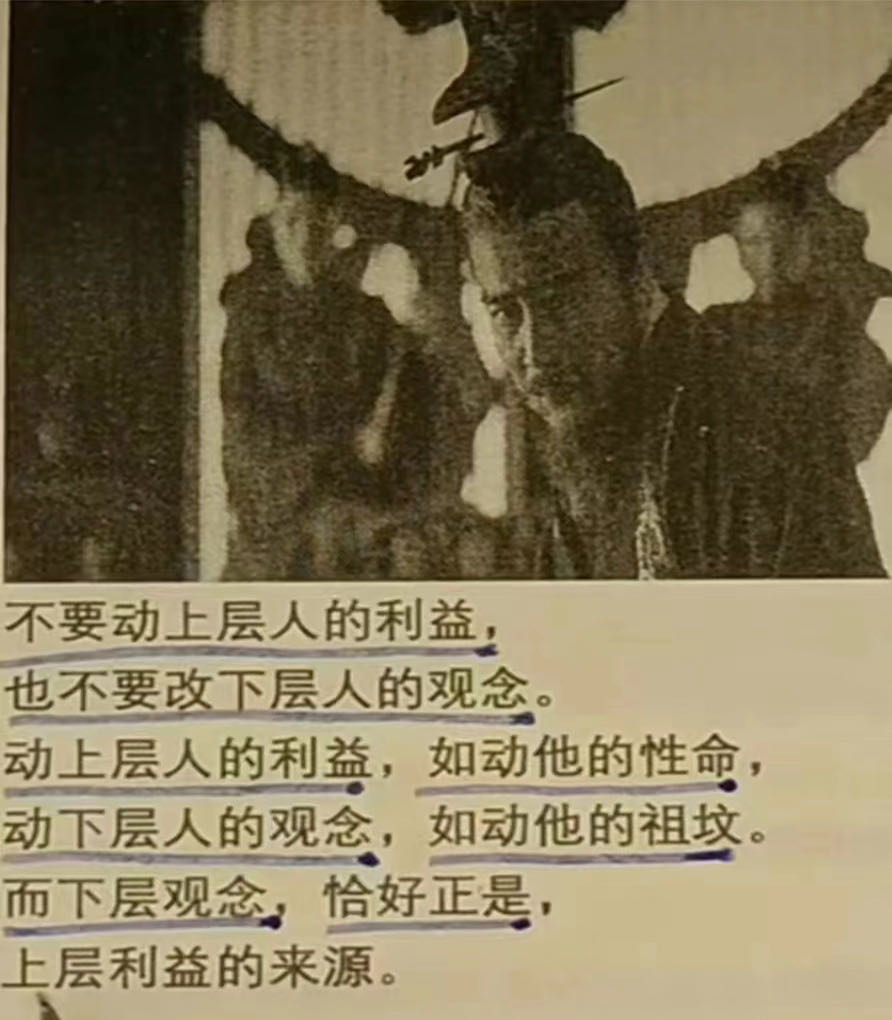 不要动上层人的利益，
也不要改下层人的观念。
动上层人的利益，如动他的性命，
动下层人的观念，如动他的祖坟。
而下层观念，恰好正是，
上层利益的来源。